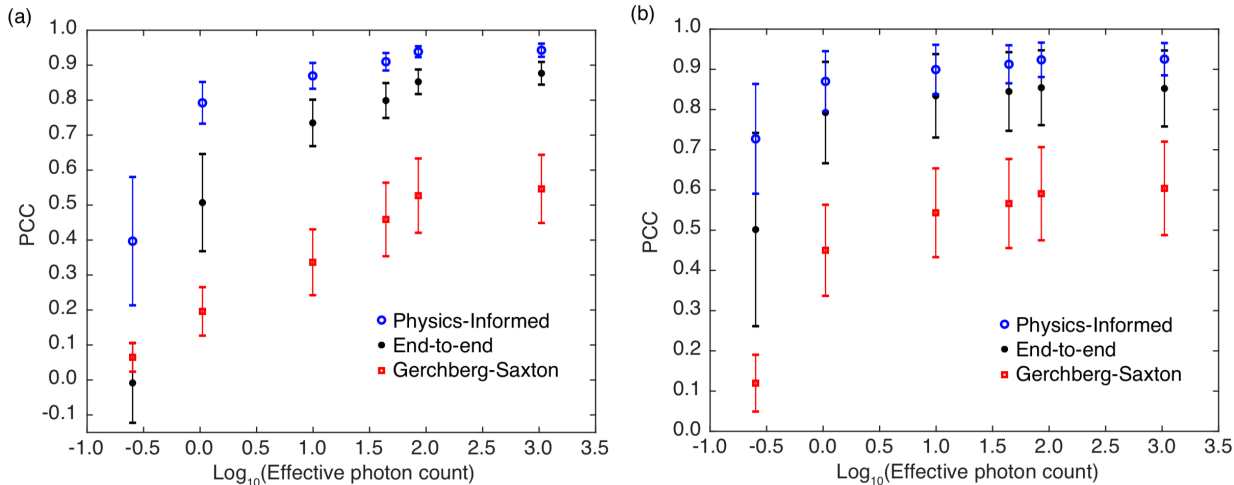 (a)
1.0
0.9
0.8
0.7
0.6
0.5
0.4
0.3
0.2
0.1
0.0
-0.1
PCC
Physics-Informed
End-to-end
Gerchberg-Saxton
-1.0 -0.5 0.0 0.5 1.0 1.5 2.0 2.5 3.0 3.5
Log₁₀(Effective photon count)
(b)
1.0
0.9
0.8
0.7
0.6
0.5
0.4
0.3
0.2
0.1
0.0
PCC
Physics-Informed
End-to-end
Gerchberg-Saxton
-1.0 -0.5 0.0 0.5 1.0 1.5 2.0 2.5 3.0 3.5
Log₁₀(Effective photon count)